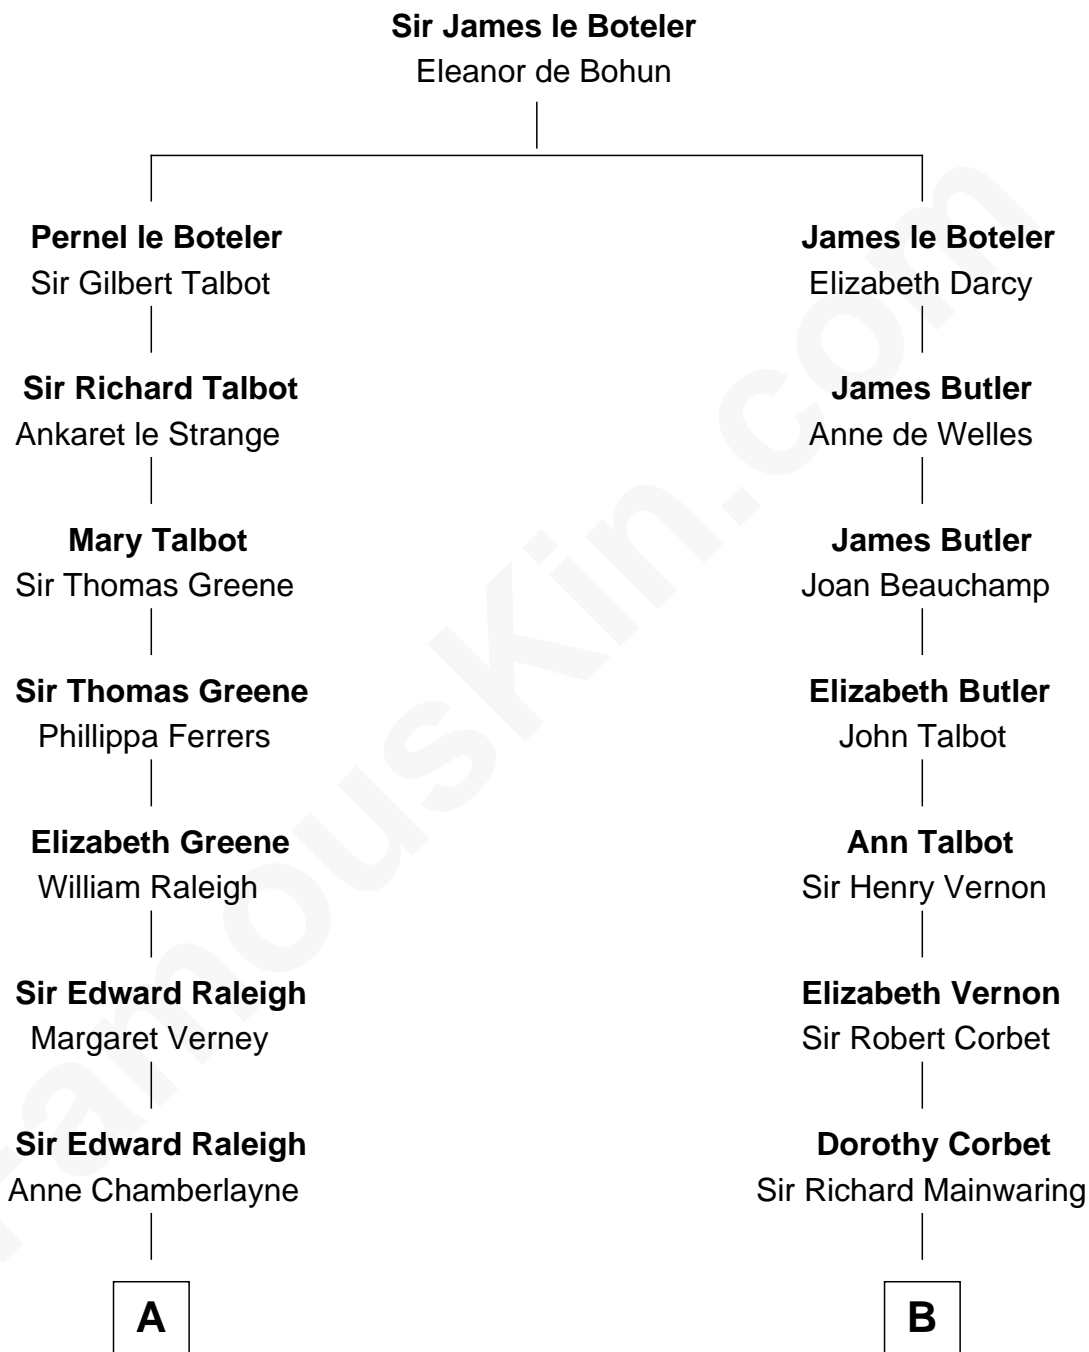 Sir James le Boteler
Eleanor de Bohun
Pernel le Boteler
Sir Gilbert Talbot
James le Boteler
Elizabeth Darcy
Sir Richard Talbot
Ankaret le Strange
James Butler
Anne de Welles
Mary Talbot
Sir Thomas Greene
James Butler
Joan Beauchamp
Sir Thomas Greene
Phillippa Ferrers
Elizabeth Butler
John Talbot
Elizabeth Greene
William Raleigh
Ann Talbot
Sir Henry Vernon
Sir Edward Raleigh
Margaret Verney
Elizabeth Vernon
Sir Robert Corbet
Sir Edward Raleigh
Anne Chamberlayne
Dorothy Corbet
Sir Richard Mainwaring
A
B
FamousKin.com